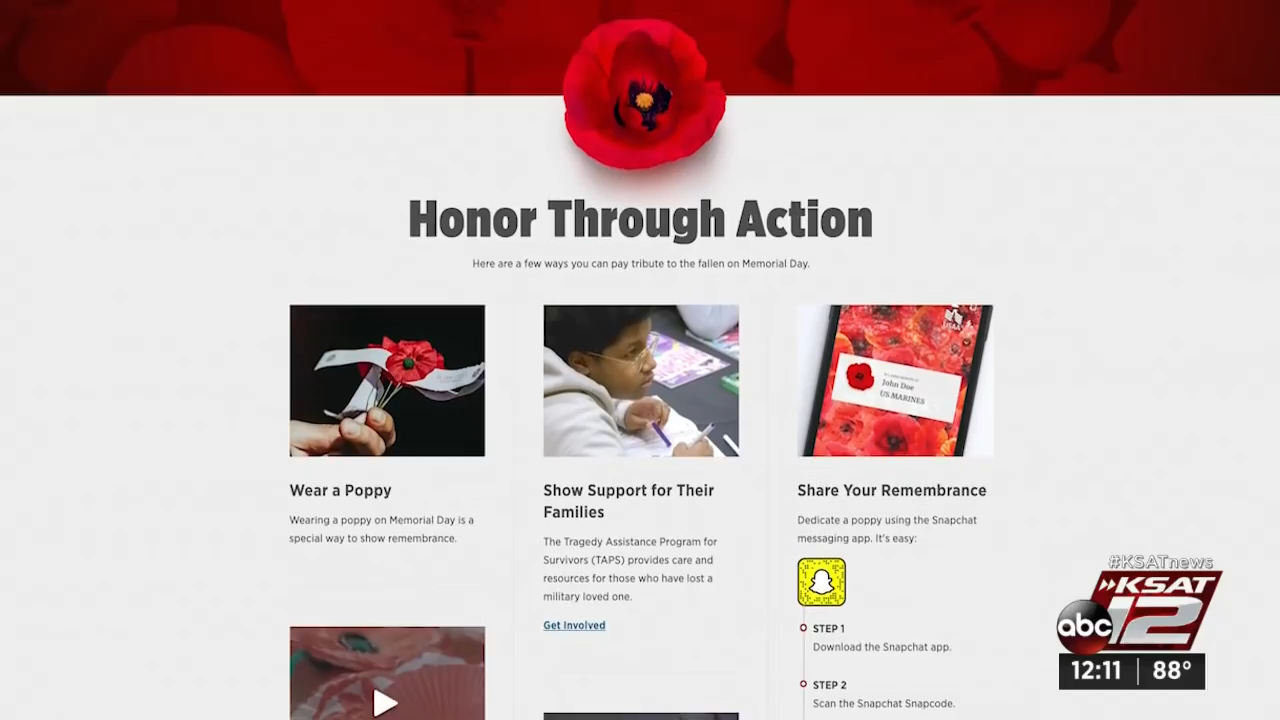 Honor Through Action
Here are a few ways you can pay tribute to the fallen on Memorial Day.
USAA
John Doe
US MARINES
Wear a Poppy
Wearing a poppy on Memorial Day is a
special way to show remembrance.
Show Support for Their
Families
The Tragedy Assistance Program for
Survivors (TAPS) provides care and
resources for those who have lost a
military loved one.
Get Involved
Share Your Remembrance
Dedicate a poppy using the Snapchat
messaging app. It's easy:
STEP 1
Download the Snapchat app.
STEP 2
Scan the Snapchat Snapcode.
#KSATnews
KSAT
abc 12
12:11 88°